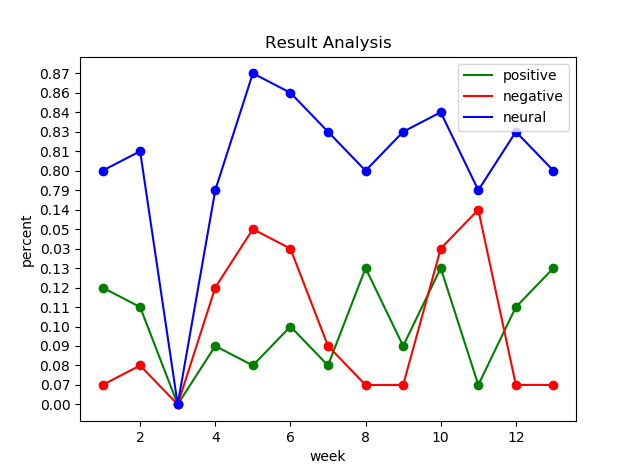 Result Analysis
positive
negative
neural
percent
0.87
0.86
0.84
0.83
0.81
0.80
0.79
0.14
0.05
0.03
0.13
0.12
0.11
0.10
0.09
0.08
0.07
0.00
2 4 6 8 10 12
week